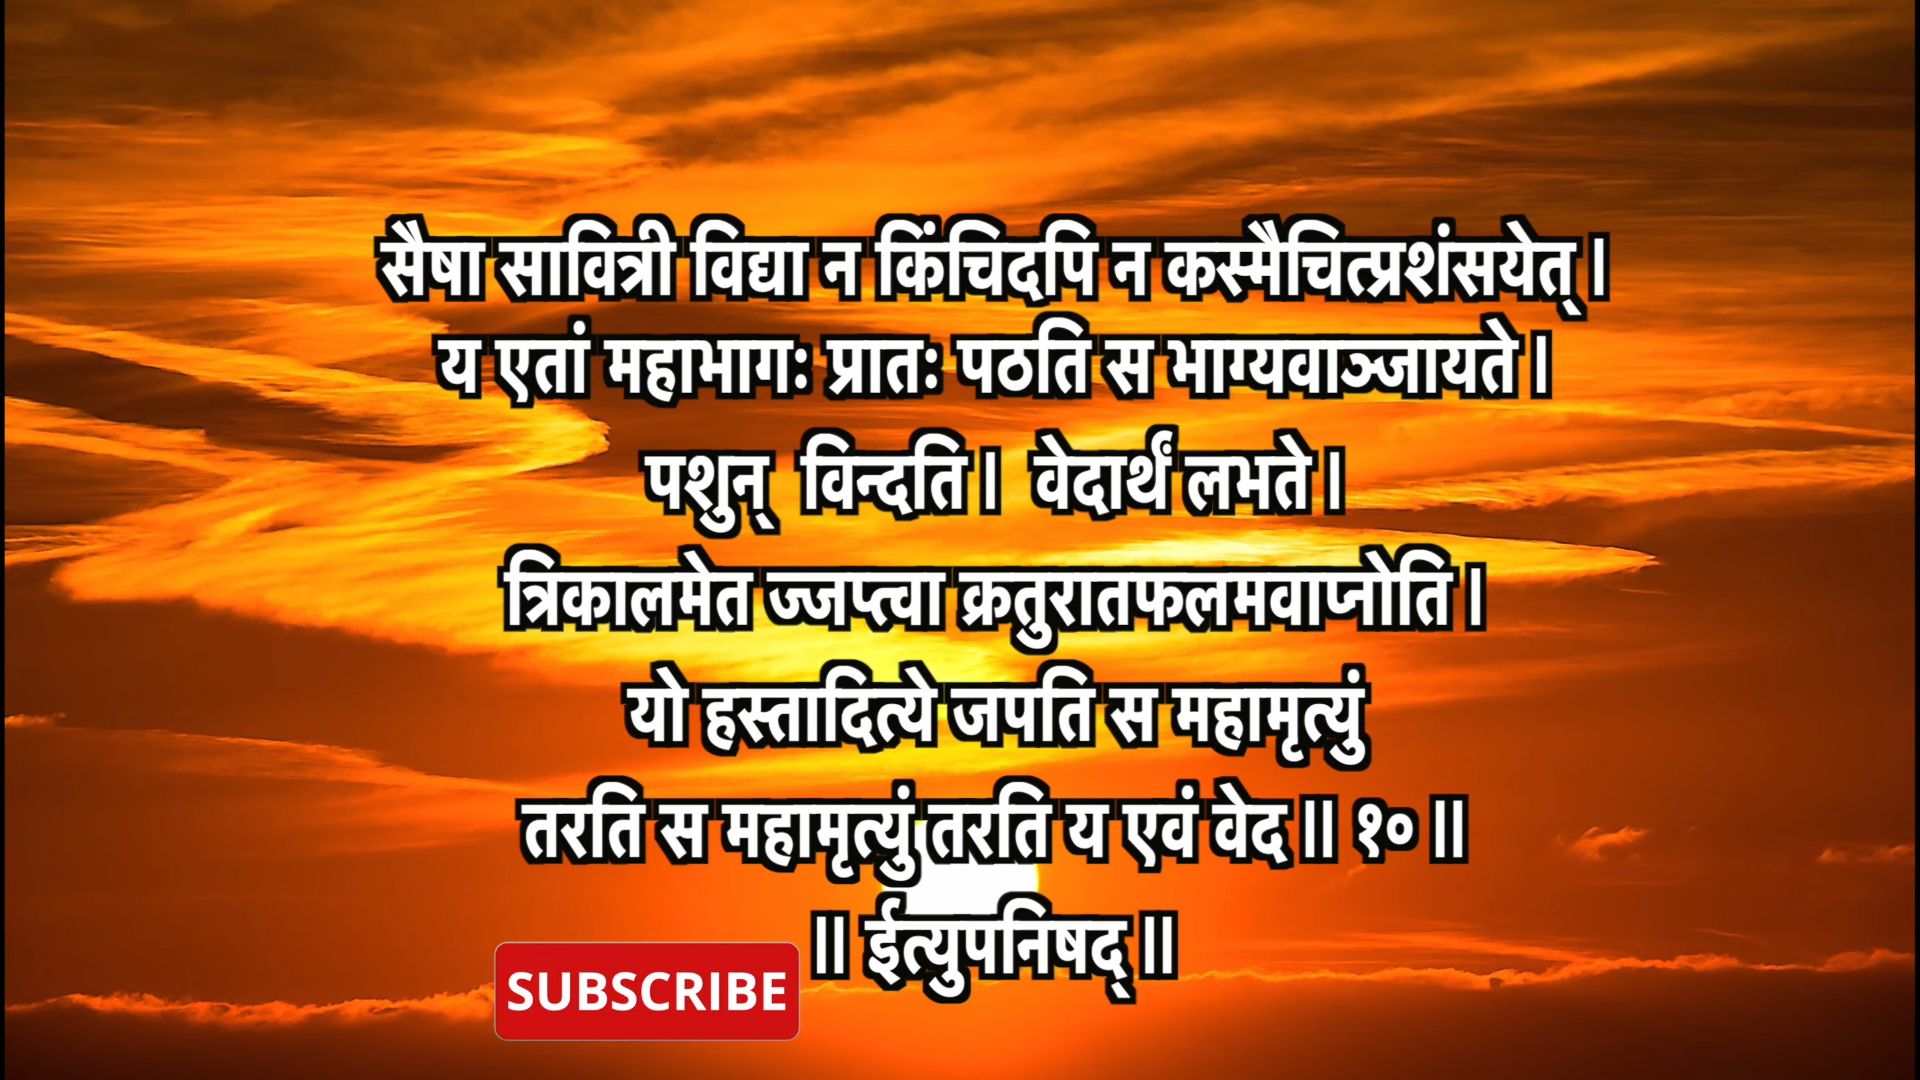 सैषा सावित्री विद्या न किंचिदपि न कस्मैचित्प्रशंसयेत् ।
य एतां महाभागः प्रातः पठति स भाग्यवाञ्जायते ।
पशुन् विन्दति । वेदार्थं लभते ।
त्रिकालमेत ज्जप्त्वा क्रतुरातफलमवाप्नोति ।
यो हस्तादित्ये जपति स महामृत्युं
तरति स महामृत्युं तरति य एवं वेद ॥ १० ॥
॥ ईत्युपनिषद् ॥
SUBSCRIBE